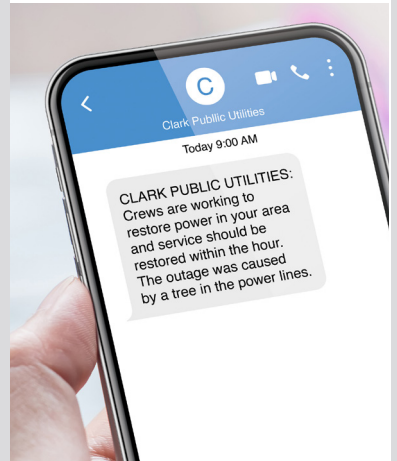 C
Clark Publlic Utilities
Today 9:00 AM
CLARK PUBLIC UTILITIES:
Crews are working to
restore power in your area
and service should be
restored within the hour.
The outage was caused
by a tree in the power lines.